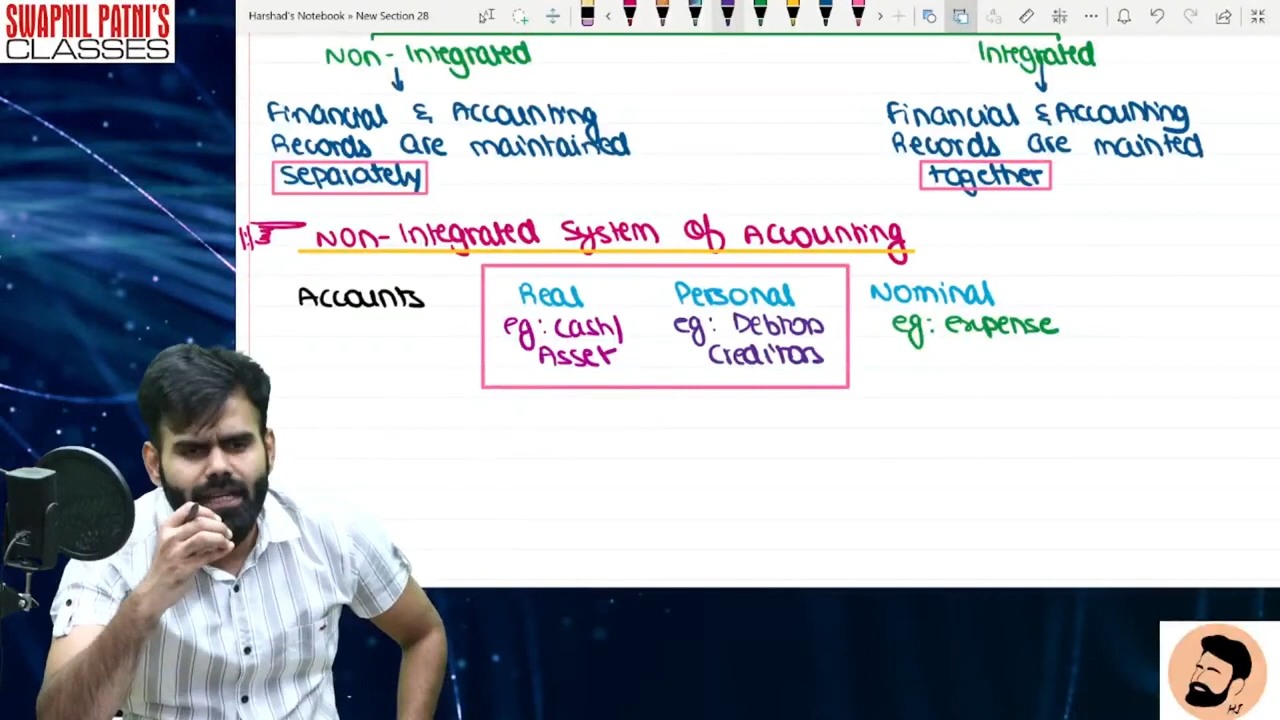 SWAPNIL PATNI'S
CLASSES
Harshad's Notebook » New Section 28
Non-Integrated
Integrated
Financial & Accounting
Records are maintained
separately
Financial & Accounting
Records are mainted
together
1:) Non-Integrated System of Accounting
Accounts Real Personal Nominal
eg: Cash/ eg: Debtors eg: expense
Asset Creditors
HJ